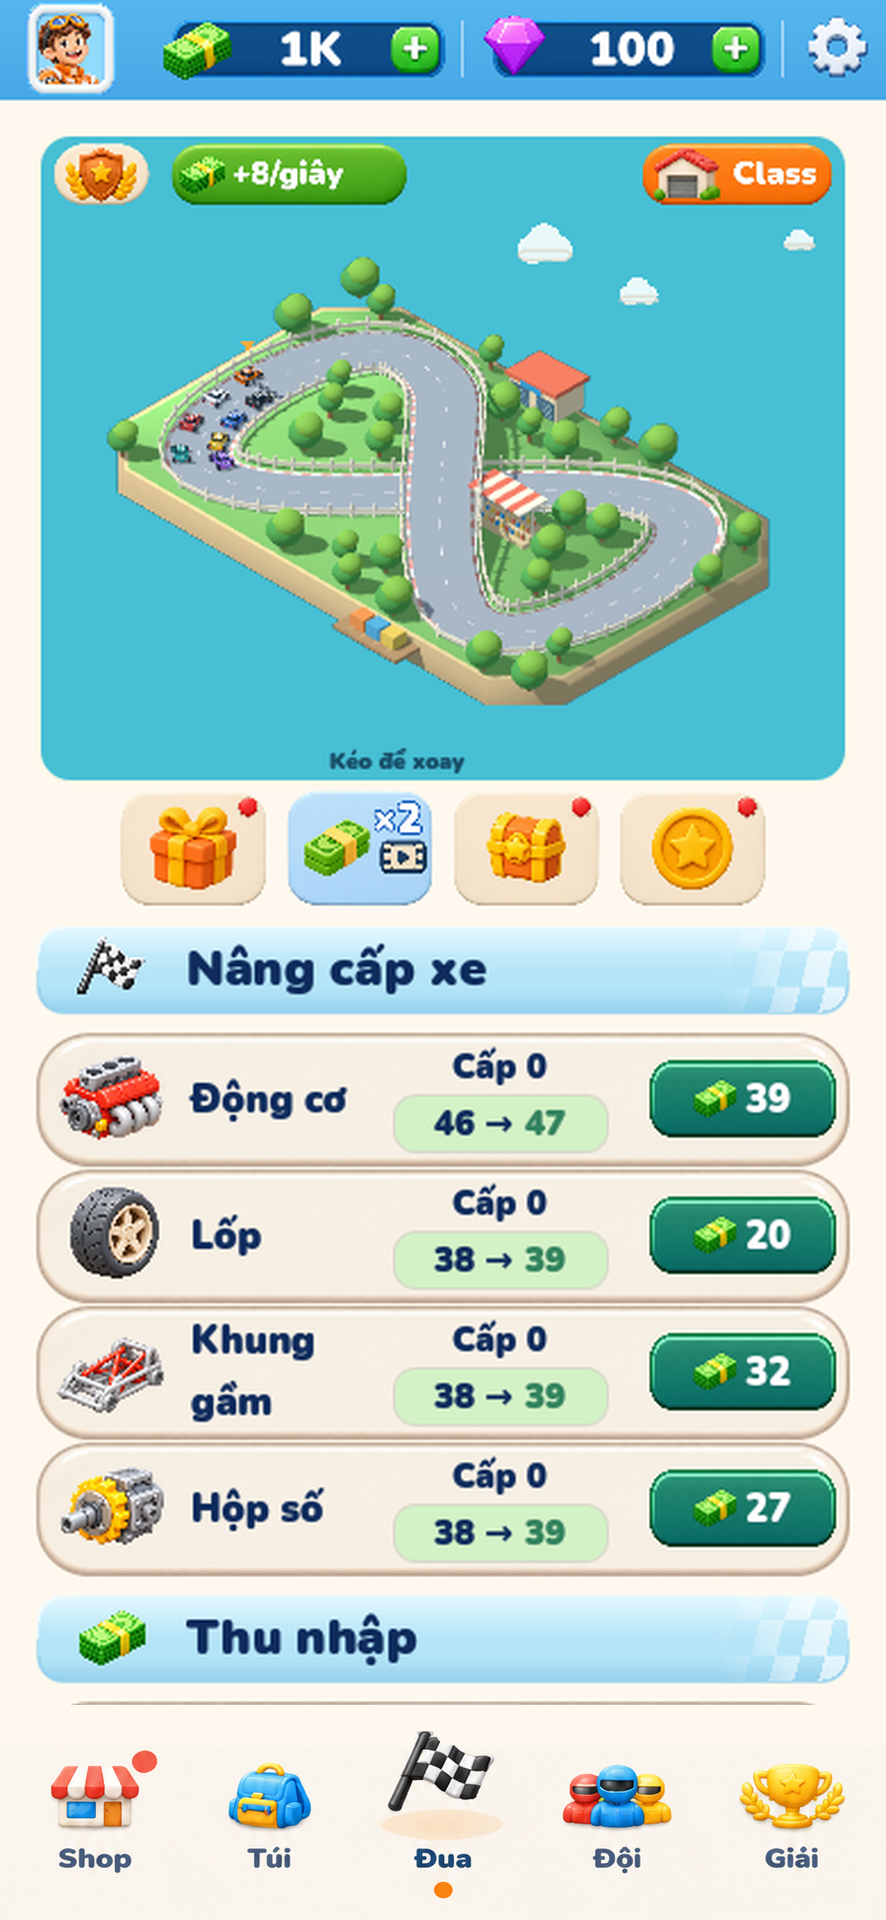 1K
100
+8/giây
Class
Kéo để xoay
x2
Nâng cấp xe
Động cơ
Cấp 0
46 → 47
39
Lốp
Cấp 0
38 → 39
20
Khung gầm
Cấp 0
38 → 39
32
Hộp số
Cấp 0
38 → 39
27
Thu nhập
Shop
Túi
Đua
Đội
Giải